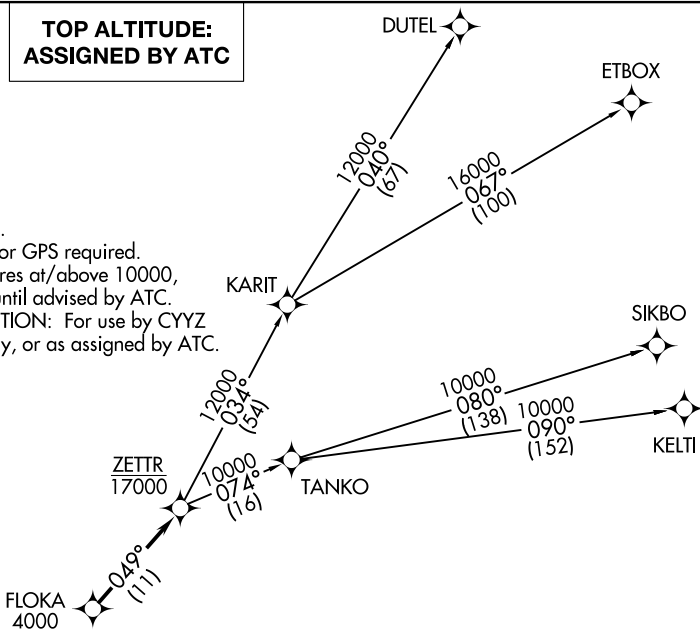 TOP ALTITUDE:
ASSIGNED BY ATC
DUTEL
ETBOX
12000
040°
(67)
16000
067°
(100)
.
or GPS required.
res at/above 10000,
until advised by ATC.
TION: For use by CYYZ
y, or as assigned by ATC.
KARIT
SIKBO
12000
034°
(54)
10000
080°
(138)
10000
090°
(152)
KELTI
ZETTR
17000
10000
074°
(16)
TANKO
049°
(11)
FLOKA
4000